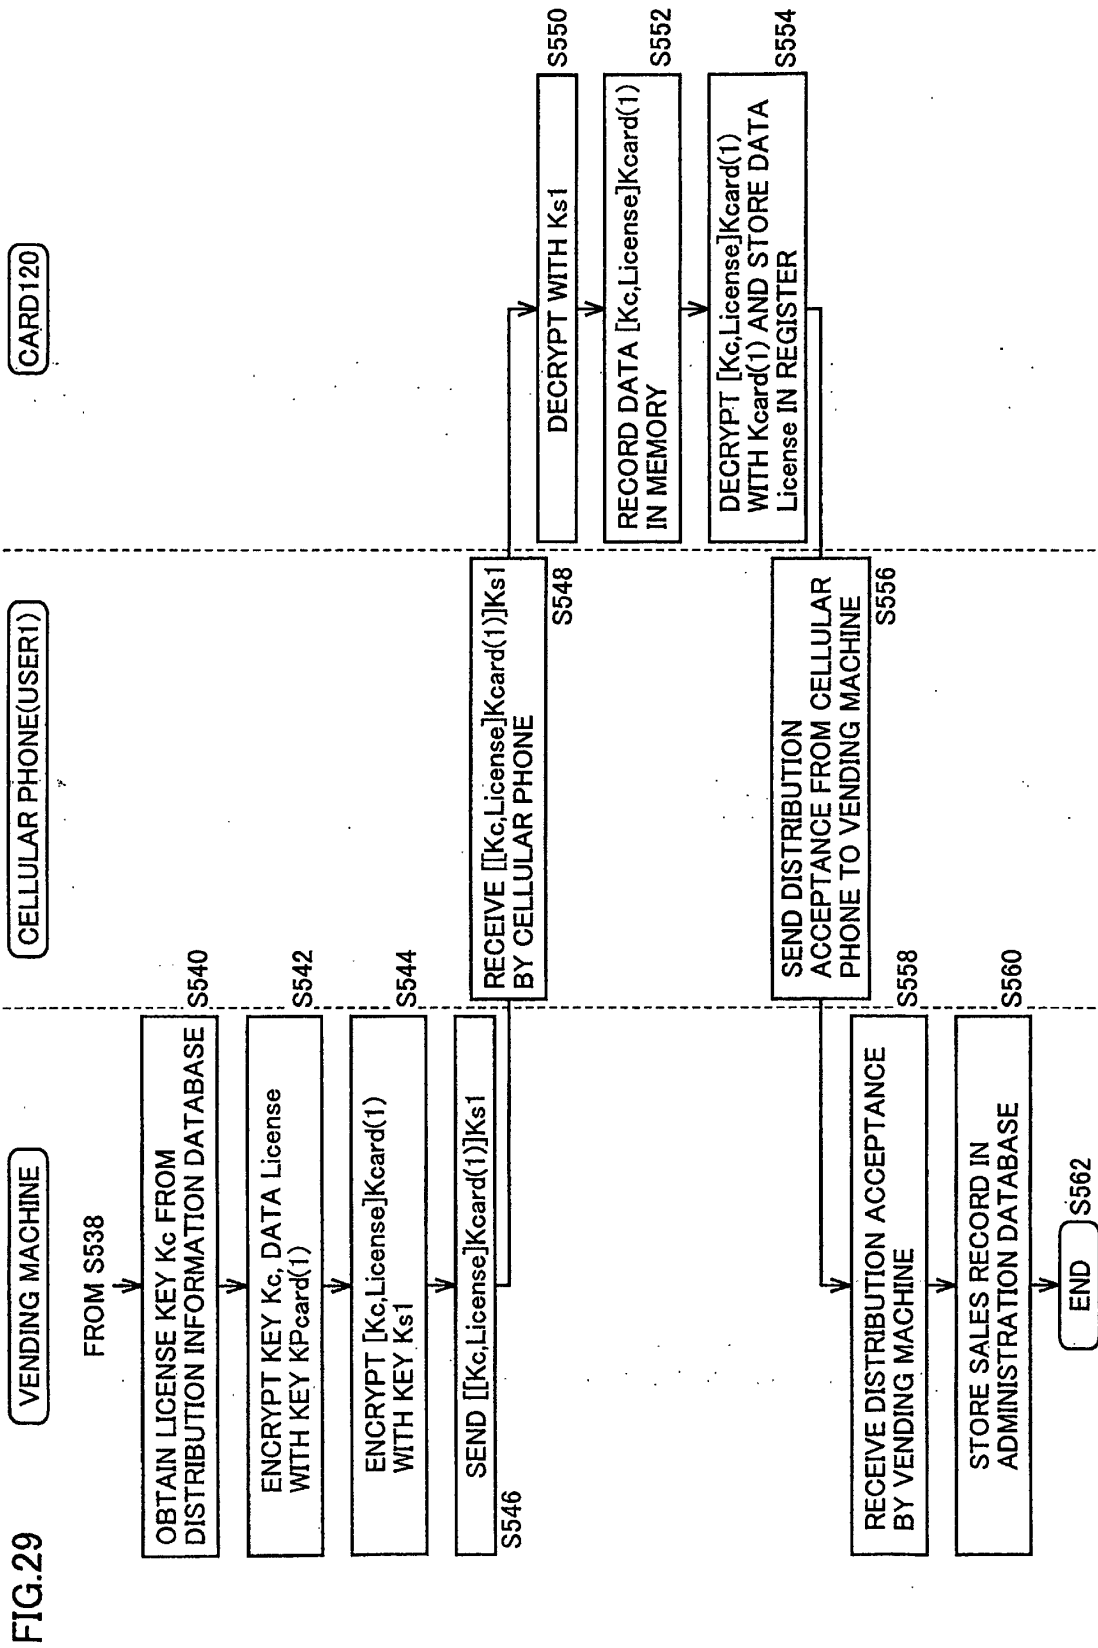 FIG.29
VENDING MACHINE
CELLULAR PHONE(USER1)
CARD120
FROM S538
OBTAIN LICENSE KEY Kc FROM
DISTRIBUTION INFORMATION DATABASE
S540
ENCRYPT KEY Kc, DATA License
WITH KEY KPcard(1)
S542
ENCRYPT [Kc,License]Kcard(1)
WITH KEY Ks1
S544
SEND [[Kc,License]Kcard(1)]Ks1
S546
RECEIVE [[Kc,License]Kcard(1)]Ks1
BY CELLULAR PHONE
S548
DECRYPT WITH Ks1
S550
RECORD DATA [Kc,License]Kcard(1)
IN MEMORY
S552
DECRYPT [Kc,License]Kcard(1)
WITH Kcard(1) AND STORE DATA
License IN REGISTER
S554
SEND DISTRIBUTION
ACCEPTANCE FROM CELLULAR
PHONE TO VENDING MACHINE
S556
RECEIVE DISTRIBUTION ACCEPTANCE
BY VENDING MACHINE
S558
STORE SALES RECORD IN
ADMINISTRATION DATABASE
S560
END
S562